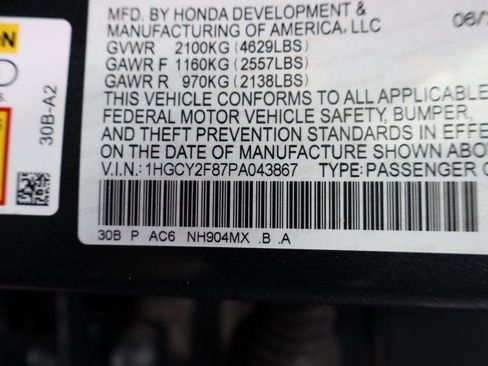 MFD. BY HONDA DEVELOPMENT &
MANUFACTURING OF AMERICA, LLC
GVWR 2100KG (4629LBS)
GAWR F 1160KG (2557LBS)
GAWR R 970KG (2138LBS)
THIS VEHICLE CONFORMS TO ALL APPLICABLE
FEDERAL MOTOR VEHICLE SAFETY, BUMPER,
AND THEFT PREVENTION STANDARDS IN EFFE
ON THE DATE OF MANUFACTURE SHOWN ABO
V.I.N.: 1HGCY2F87PA043867 TYPE: PASSENGER C
30B P AC6 NH904MX .B .A
30B-A2
ON